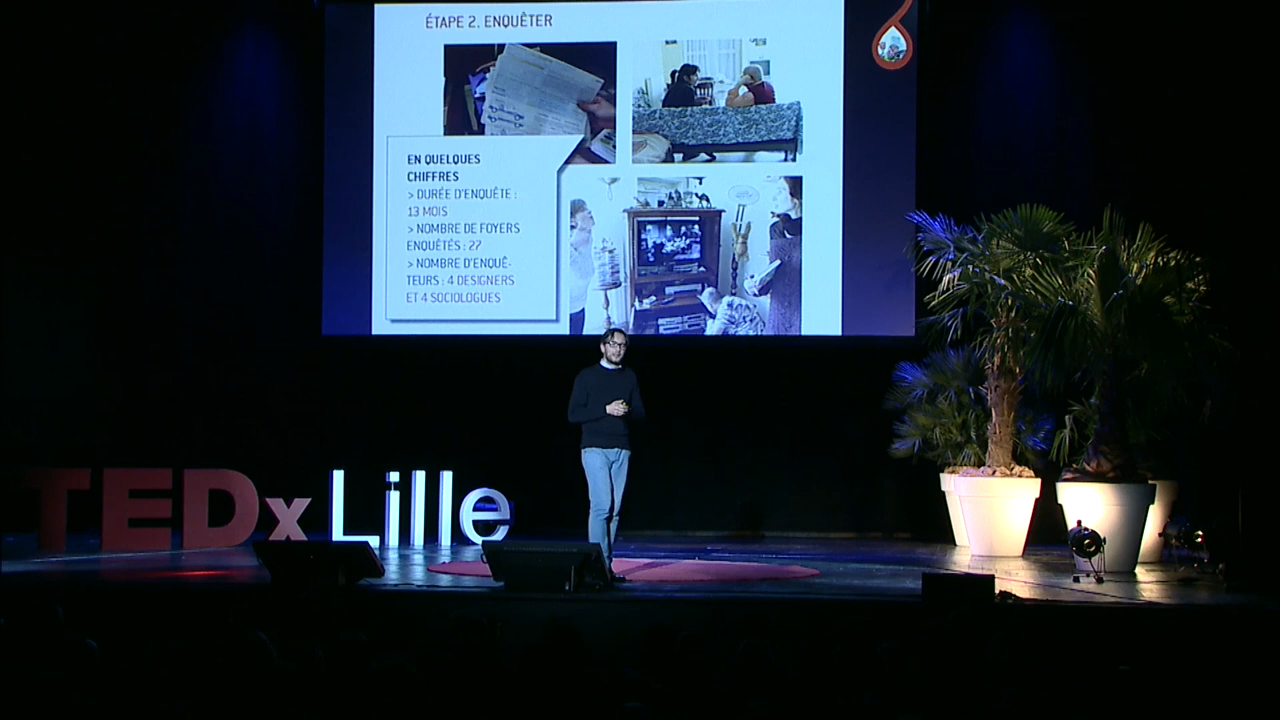 ÉTAPE 2. ENQUÊTER
EN QUELQUES
CHIFFRES
> DURÉE D'ENQUÊTE :
13 MOIS
> NOMBRE DE FOYERS
ENQUÊTÉS : 27
> NOMBRE D'ENQUÊ-
TEURS : 4 DESIGNERS
ET 4 SOCIOLOGUES
TEDx Lille